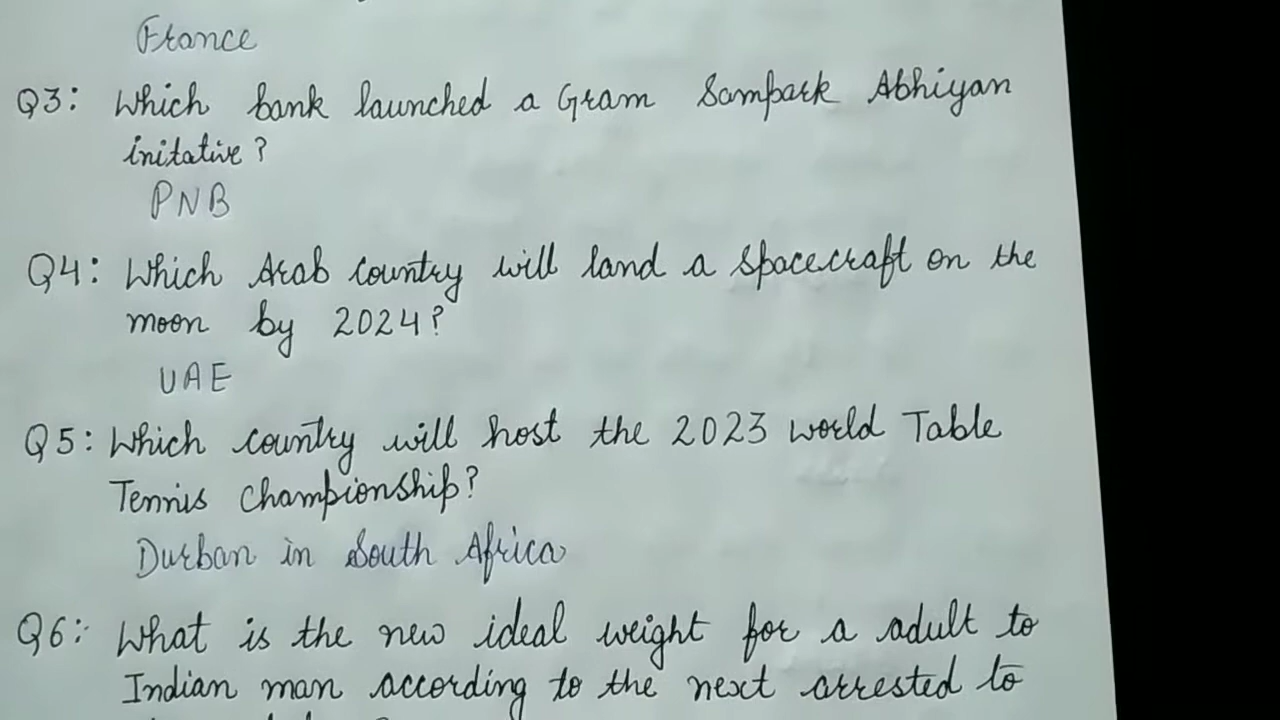 France
Q3: Which bank launched a Gram Sampark Abhiyan
initative?
PNB
Q4: Which Arab country will land a spacecraft on the
moon by 2024?
UAE
Q5: Which country will host the 2023 world Table
Tennis Championship?
Durban in South Africa
Q6: What is the new ideal weight for a adult to
Indian man according to the next arrested to